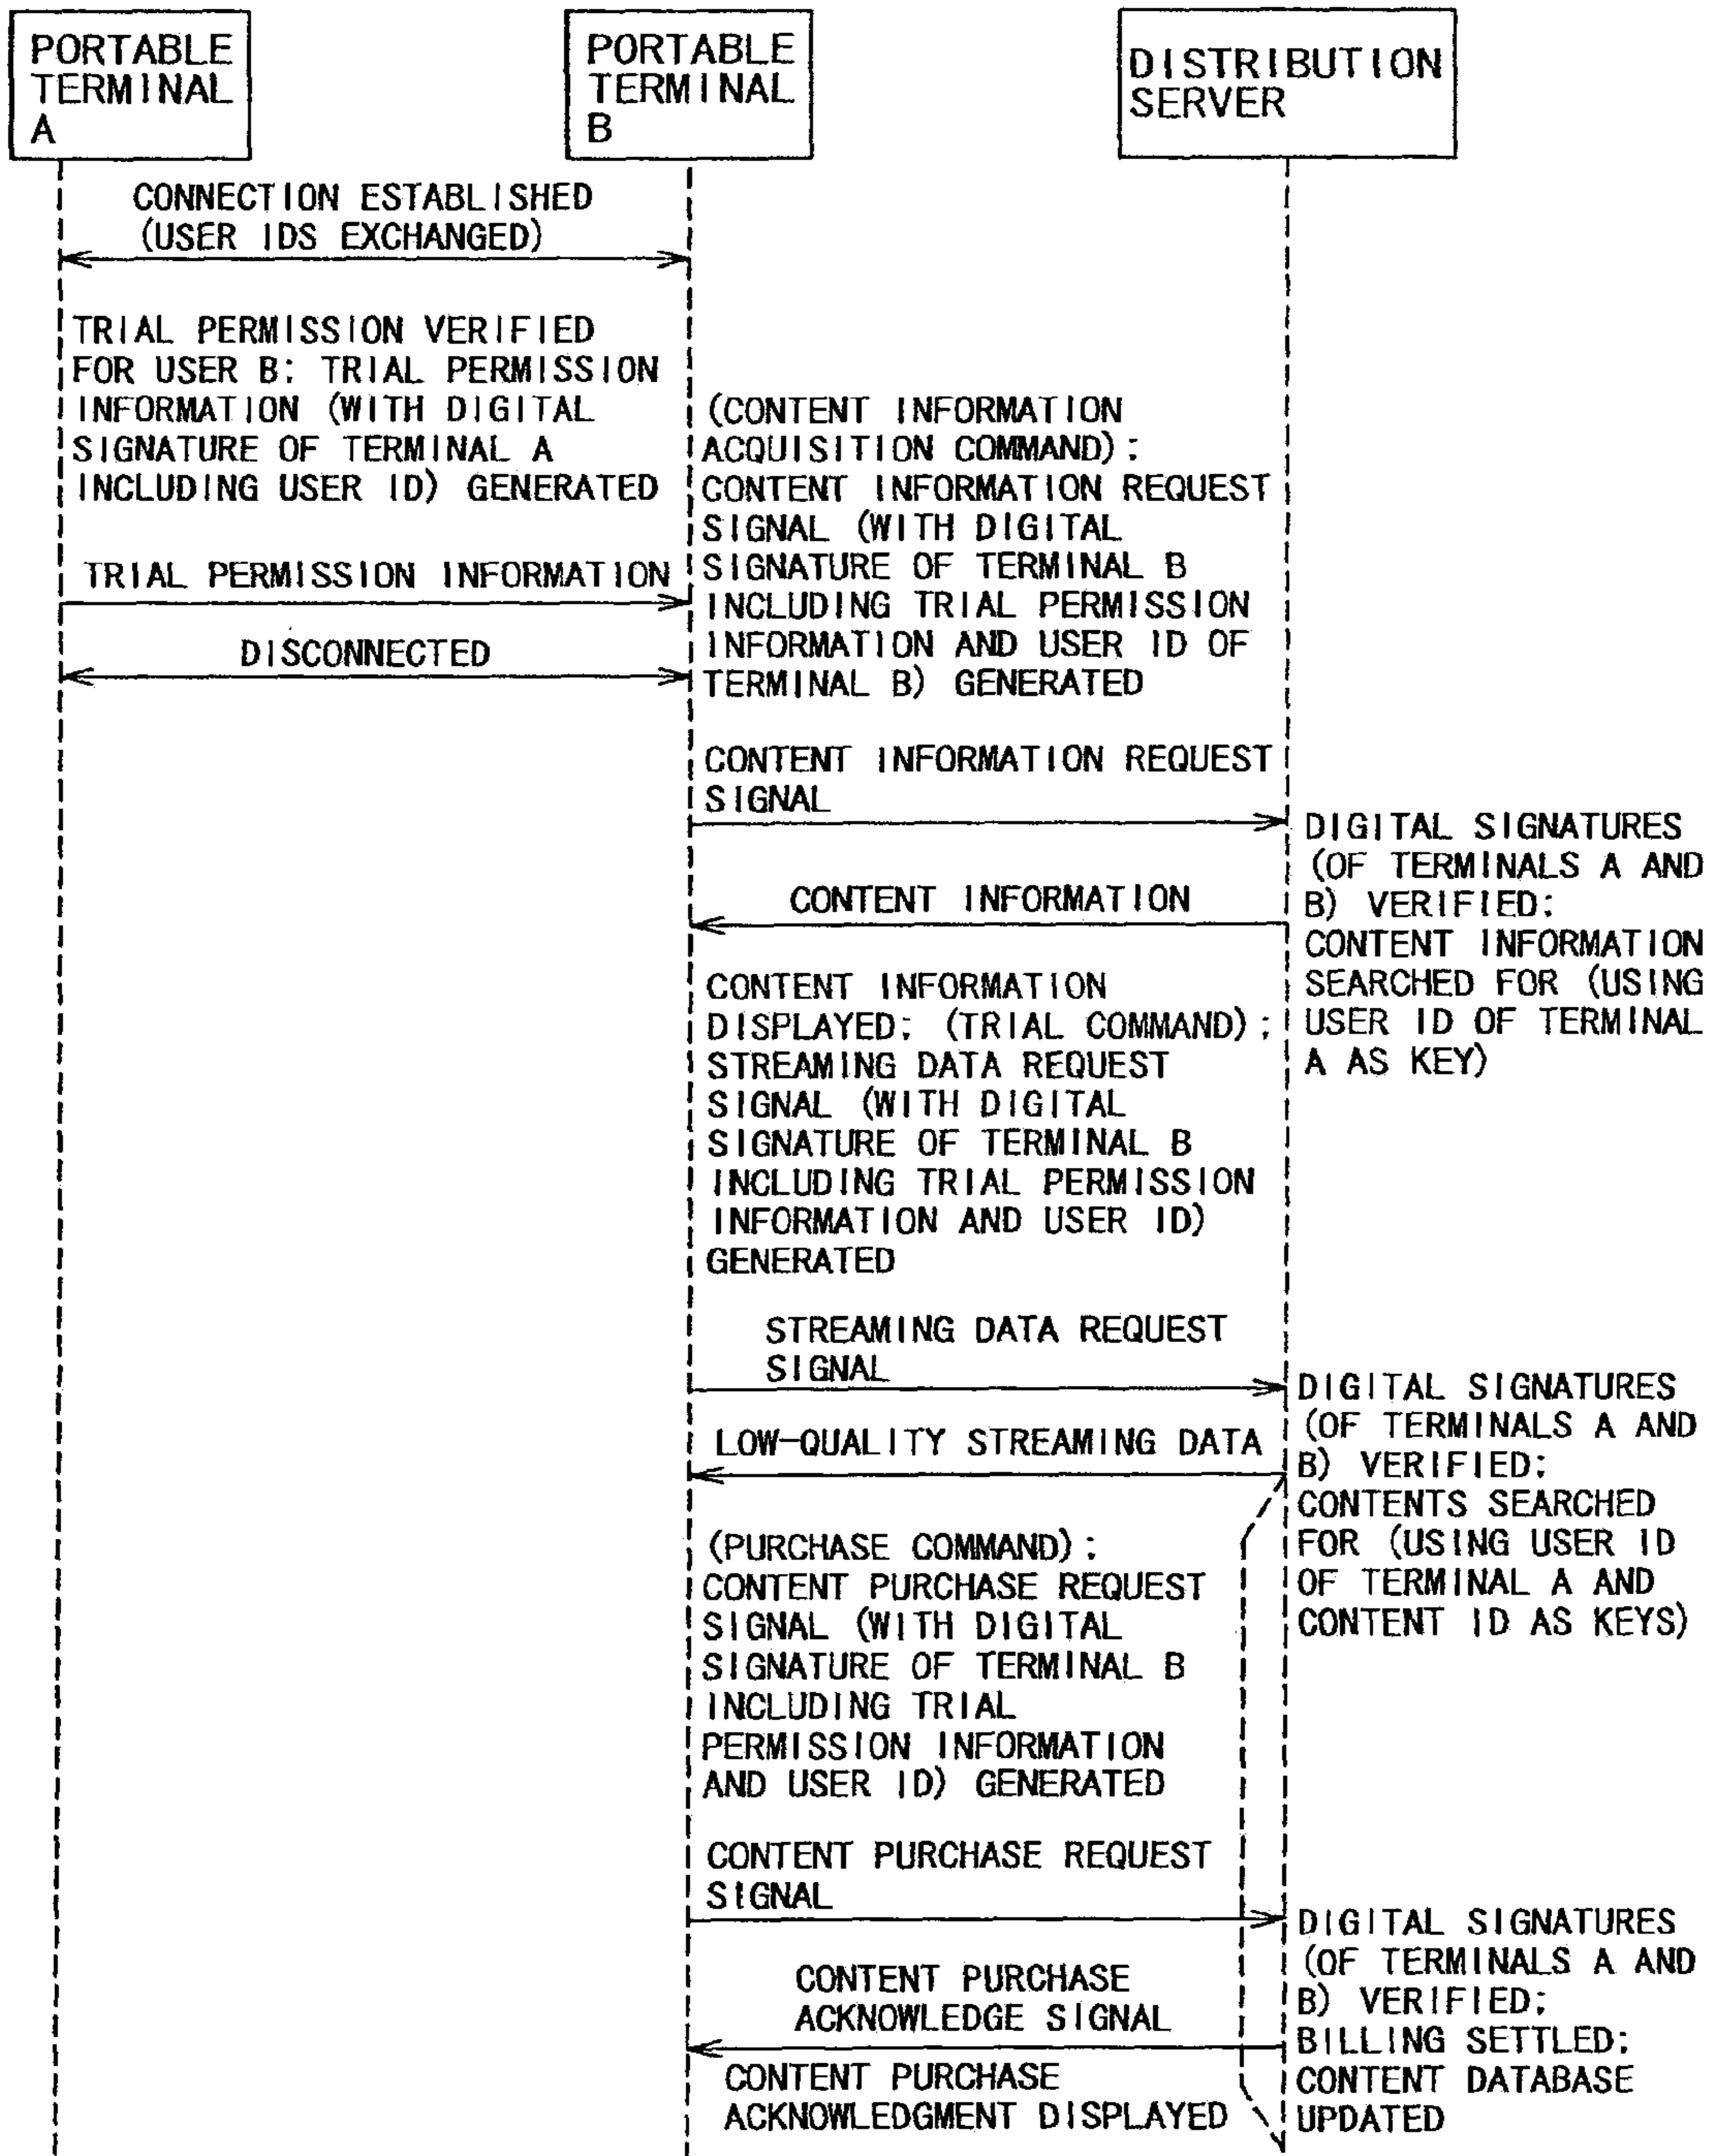 PORTABLE
TERMINAL
A
PORTABLE
TERMINAL
B
DISTRIBUTION
SERVER
CONNECTION ESTABLISHED
(USER IDS EXCHANGED)
TRIAL PERMISSION VERIFIED
FOR USER B; TRIAL PERMISSION
INFORMATION (WITH DIGITAL
SIGNATURE OF TERMINAL A
INCLUDING USER ID) GENERATED
TRIAL PERMISSION INFORMATION
DISCONNECTED
(CONTENT INFORMATION
ACQUISITION COMMAND);
CONTENT INFORMATION REQUEST
SIGNAL (WITH DIGITAL
SIGNATURE OF TERMINAL B
INCLUDING TRIAL PERMISSION
INFORMATION AND USER ID OF
TERMINAL B) GENERATED
CONTENT INFORMATION REQUEST
SIGNAL
DIGITAL SIGNATURES
(OF TERMINALS A AND
B) VERIFIED;
CONTENT INFORMATION
SEARCHED FOR (USING
USER ID OF TERMINAL
A AS KEY)
CONTENT INFORMATION
CONTENT INFORMATION
DISPLAYED; (TRIAL COMMAND);
STREAMING DATA REQUEST
SIGNAL (WITH DIGITAL
SIGNATURE OF TERMINAL B
INCLUDING TRIAL PERMISSION
INFORMATION AND USER ID)
GENERATED
STREAMING DATA REQUEST
SIGNAL
DIGITAL SIGNATURES
(OF TERMINALS A AND
B) VERIFIED;
CONTENTS SEARCHED
FOR (USING USER ID
OF TERMINAL A AND
CONTENT ID AS KEYS)
LOW-QUALITY STREAMING DATA
(PURCHASE COMMAND);
CONTENT PURCHASE REQUEST
SIGNAL (WITH DIGITAL
SIGNATURE OF TERMINAL B
INCLUDING TRIAL
PERMISSION INFORMATION
AND USER ID) GENERATED
CONTENT PURCHASE REQUEST
SIGNAL
DIGITAL SIGNATURES
(OF TERMINALS A AND
B) VERIFIED;
BILLING SETTLED;
CONTENT DATABASE
UPDATED
CONTENT PURCHASE
ACKNOWLEDGE SIGNAL
CONTENT PURCHASE
ACKNOWLEDGMENT DISPLAYED